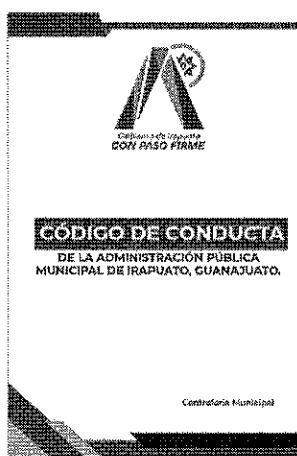 Gobierno de Irapuato
CON PASO FIRME
CÓDIGO DE CONDUCTA
DE LA ADMINISTRACIÓN PÚBLICA
MUNICIPAL DE IRAPUATO, GUANAJUATO.
Contraloría Municipal